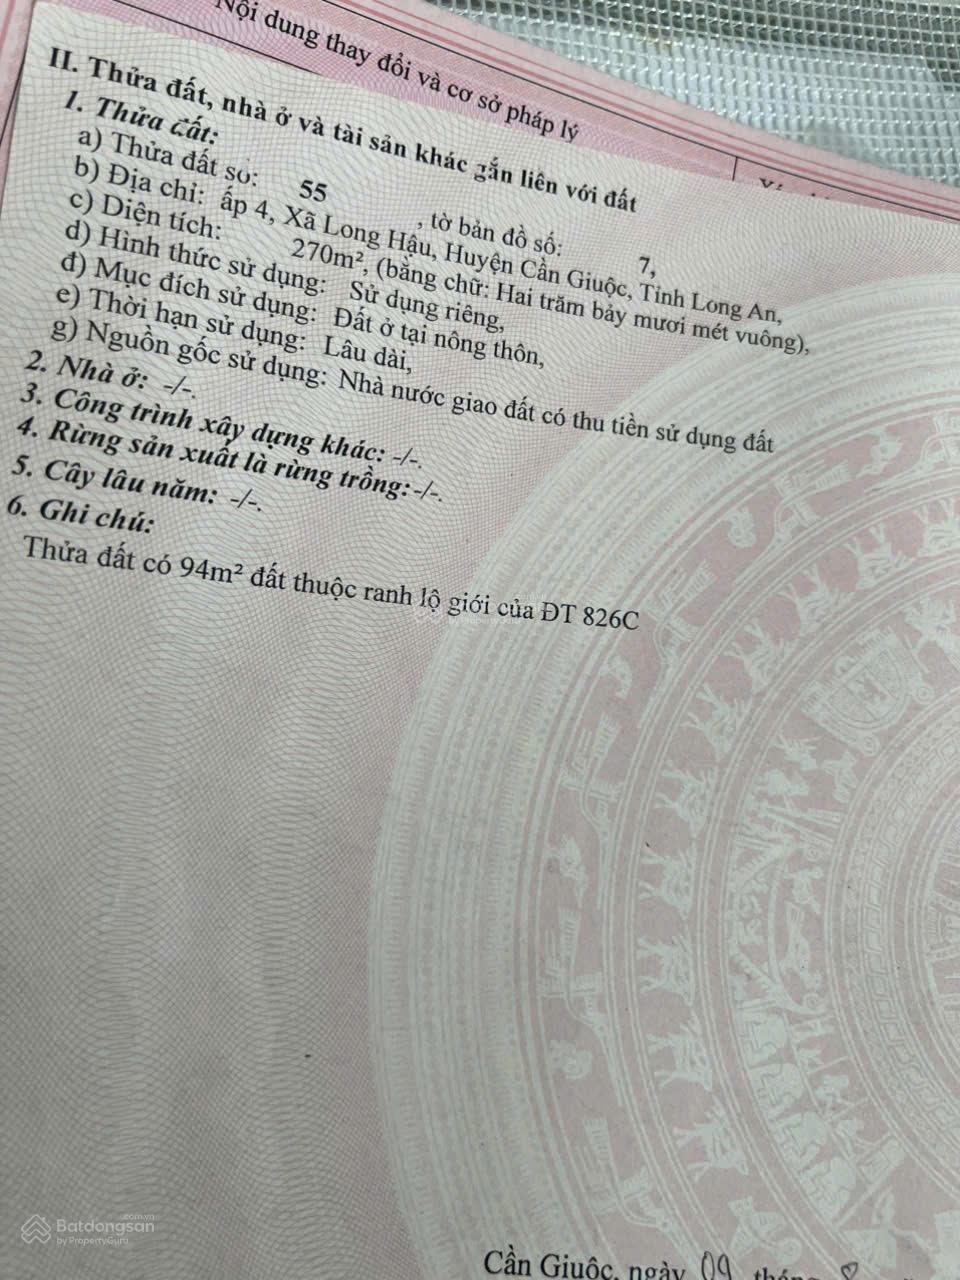 Nội dung thay đổi và cơ sở pháp lý
II. Thửa đất, nhà ở và tài sản khác gắn liền với đất
1. Thửa đất:
a) Thửa đất số: 55 , tờ bản đồ số: 7,
b) Địa chỉ: ấp 4, Xã Long Hậu, Huyện Cần Giuộc, Tỉnh Long An,
c) Diện tích: 270m², (bằng chữ: Hai trăm bảy mươi mét vuông),
d) Hình thức sử dụng: Sử dụng riêng,
đ) Mục đích sử dụng: Đất ở tại nông thôn,
e) Thời hạn sử dụng: Lâu dài,
g) Nguồn gốc sử dụng: Nhà nước giao đất có thu tiền sử dụng đất
2. Nhà ở: -/-.
3. Công trình xây dựng khác: -/-.
4. Rừng sản xuất là rừng trồng: -/-.
5. Cây lâu năm: -/-.
6. Ghi chú:
Thửa đất có 94m² đất thuộc ranh lộ giới của ĐT 826C
Batdongsan.com.vn
by PropertyGuru
Cần Giuộc, ngày 09 tháng